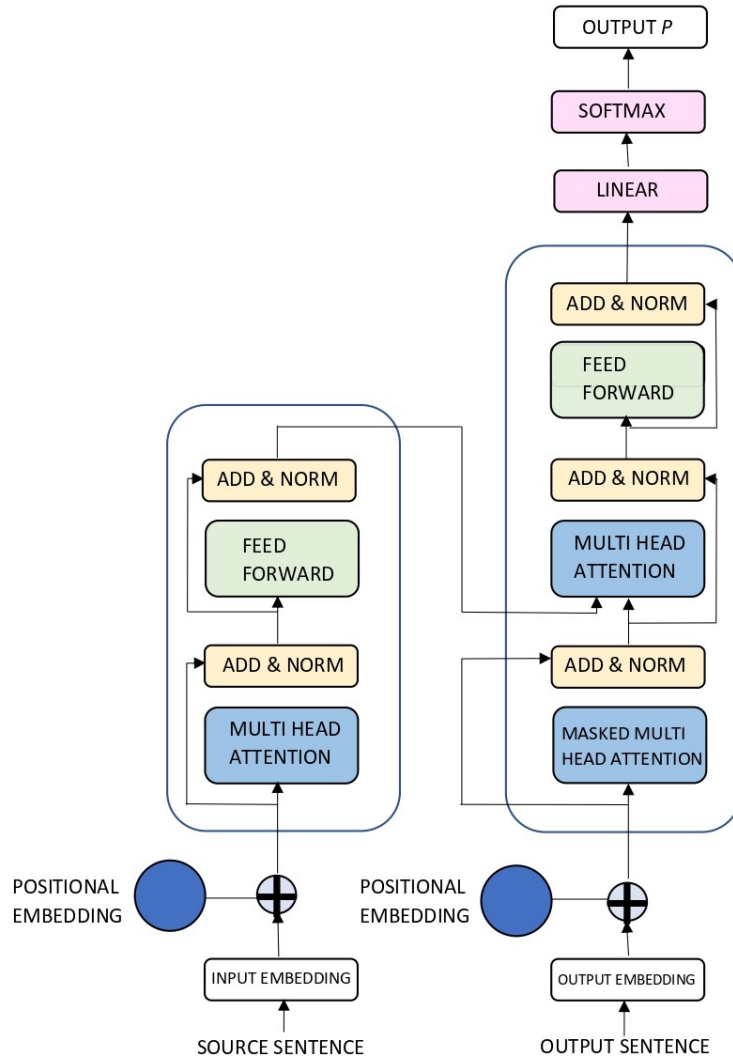 OUTPUT P
SOFTMAX
LINEAR
ADD & NORM
FEED
FORWARD
ADD & NORM
MULTI HEAD
ATTENTION
ADD & NORM
MASKED MULTI
HEAD ATTENTION
ADD & NORM
FEED
FORWARD
ADD & NORM
MULTI HEAD
ATTENTION
POSITIONAL
EMBEDDING
POSITIONAL
EMBEDDING
INPUT EMBEDDING
OUTPUT EMBEDDING
SOURCE SENTENCE
OUTPUT SENTENCE